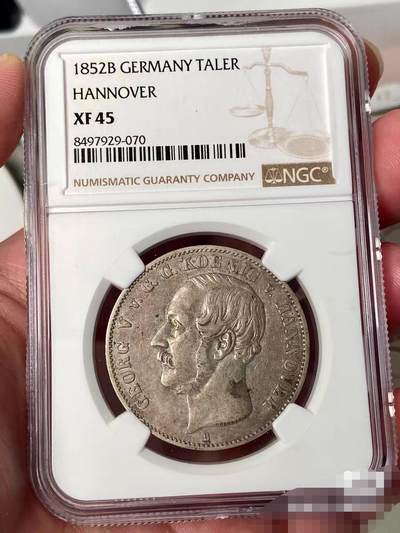 1852B GERMANY TALER
HANNOVER
XF 45
8497929-070
NUMISMATIC GUARANTY COMPANY
NGC®
GEORG V v. G. G. KOENIG v. HANNOVER
B